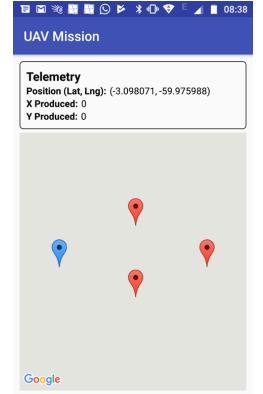 E 08:38
UAV Mission
Telemetry
Position (Lat, Lng): (-3.098071, -59.975988)
X Produced: 0
Y Produced: 0
Google